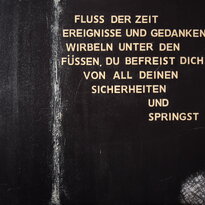 FLUSS DER ZEIT
EREIGNISSE UND GEDANKEN
WIRBELN UNTER DEN
FÜSSEN, DU BEFREIST DICH
VON ALL DEINEN
SICHERHEITEN
UND
SPRINGST